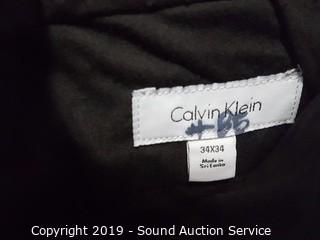 Calvin Klein
34X34
Made in
Sri Lanka
Copyright 2019 - Sound Auction Service